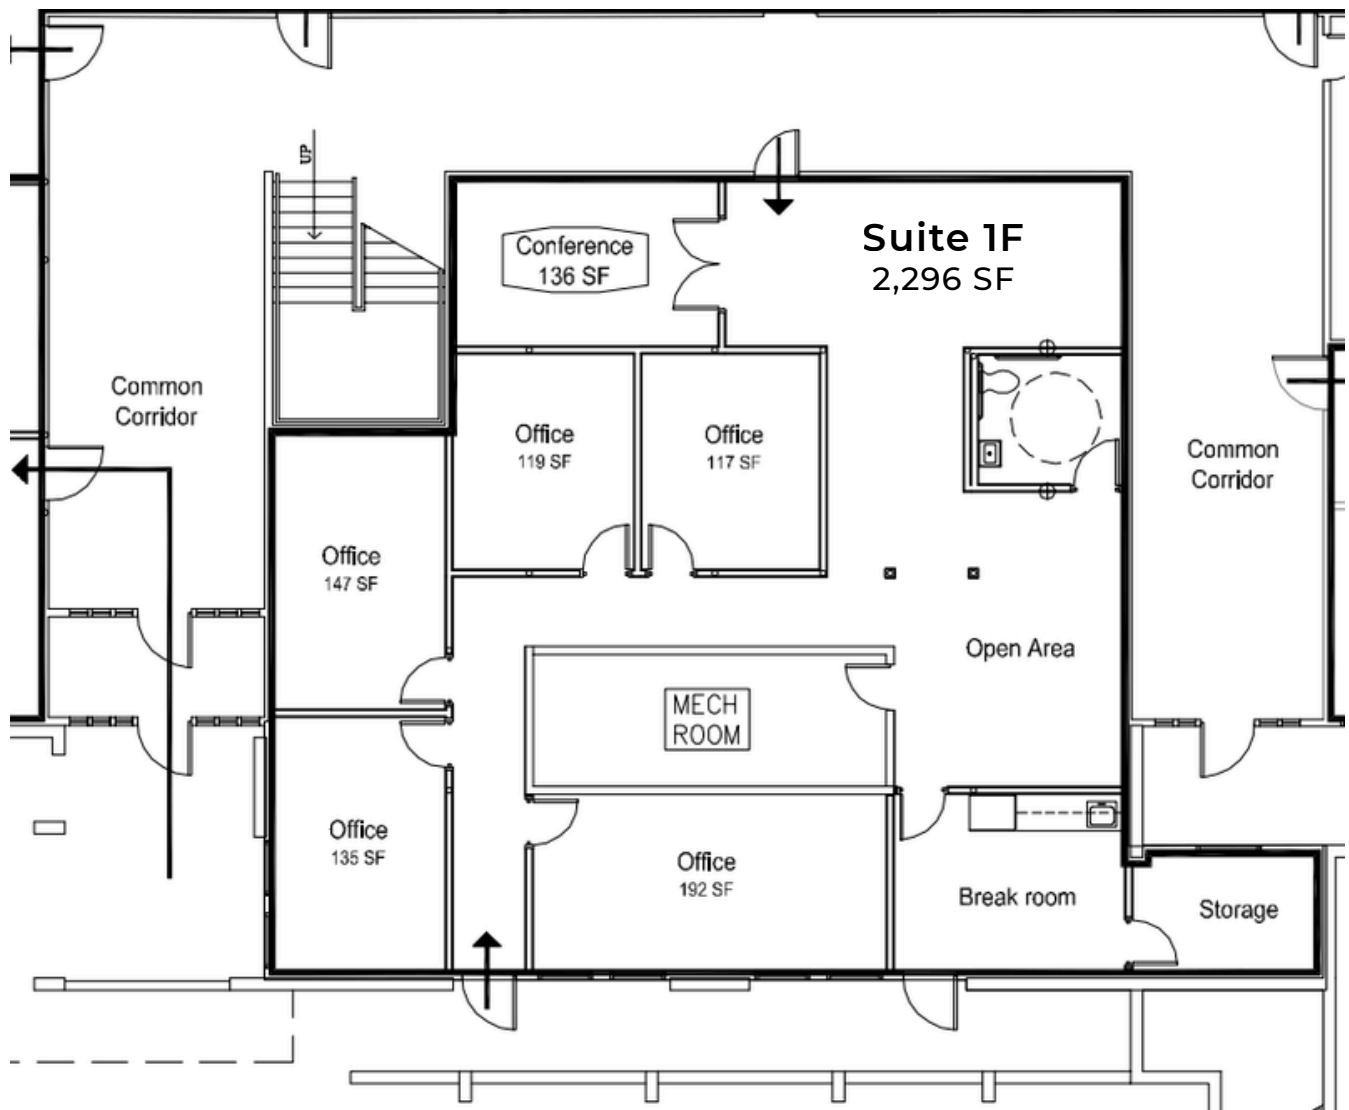 UP
Suite 1F
2,296 SF
Conference
136 SF
Common
Corridor
Office
119 SF
Office
117 SF
Common
Corridor
Office
147 SF
Open Area
MECH
ROOM
Office
135 SF
Office
192 SF
Break room
Storage